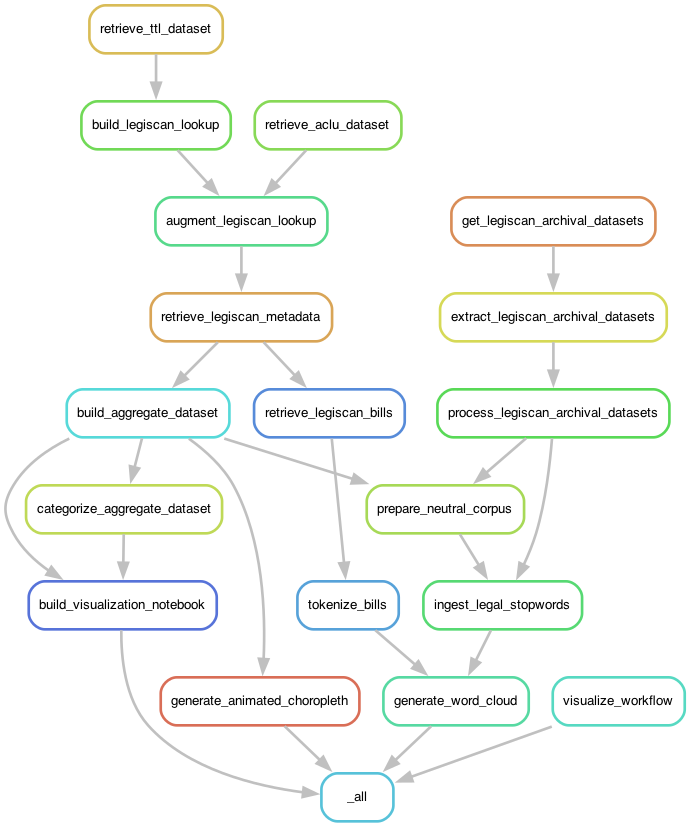 retrieve_ttl_dataset
build_legiscan_lookup
retrieve_aclu_dataset
augment_legiscan_lookup
get_legiscan_archival_datasets
retrieve_legiscan_metadata
extract_legiscan_archival_datasets
build_aggregate_dataset
retrieve_legiscan_bills
process_legiscan_archival_datasets
categorize_aggregate_dataset
prepare_neutral_corpus
build_visualization_notebook
tokenize_bills
ingest_legal_stopwords
generate_animated_choropleth
generate_word_cloud
visualize_workflow
_all